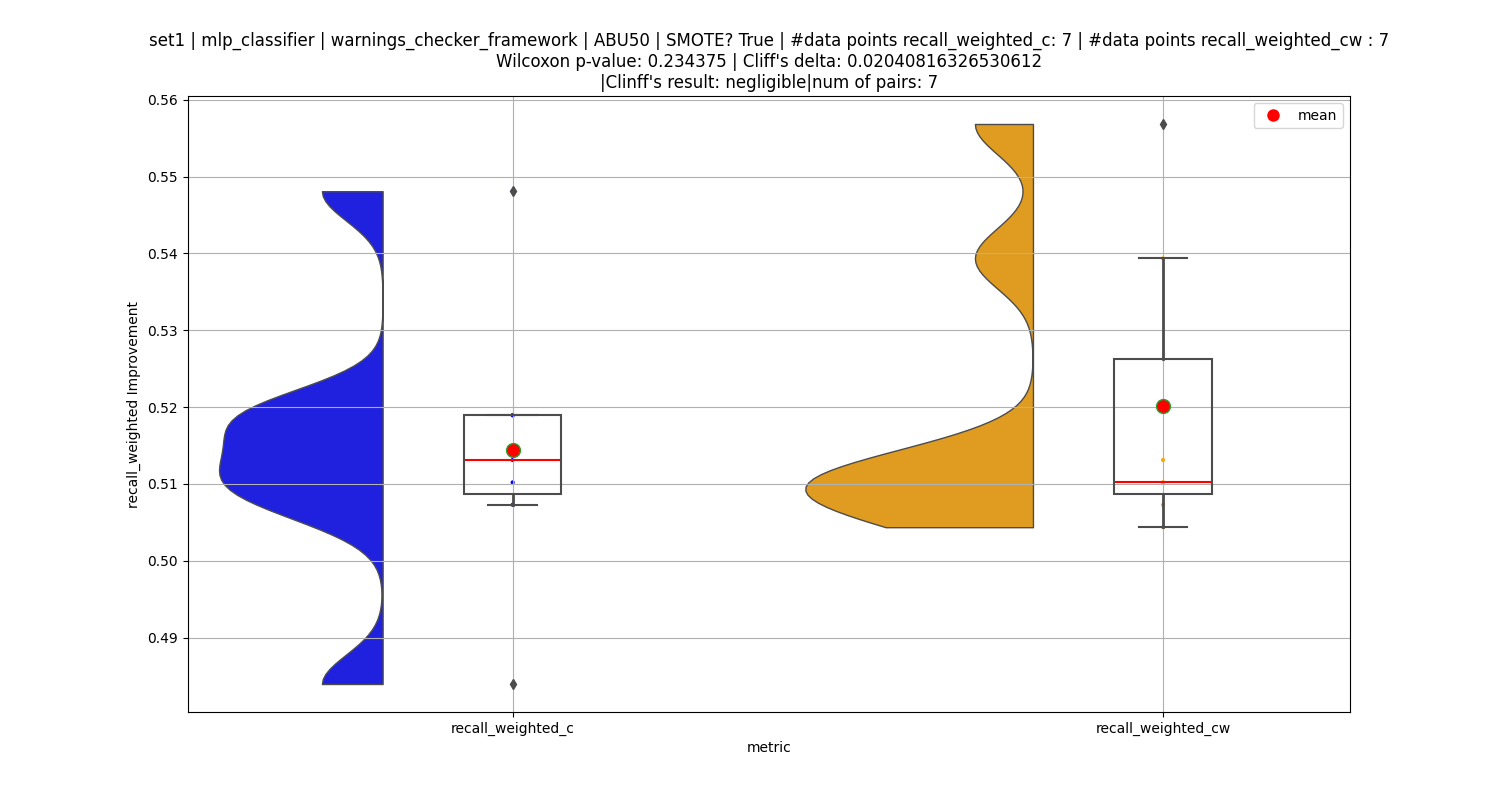 set1 | mlp_classifier | warnings_checker_framework | ABU50 | SMOTE? True | #data points recall_weighted_c: 7 | #data points recall_weighted_cw : 7
Wilcoxon p-value: 0.234375 | Cliff's delta: 0.02040816326530612
|Clinff's result: negligible|num of pairs: 7
mean
recall_weighted Improvement
0.56
0.55
0.54
0.53
0.52
0.51
0.50
0.49
recall_weighted_c
recall_weighted_cw
metric